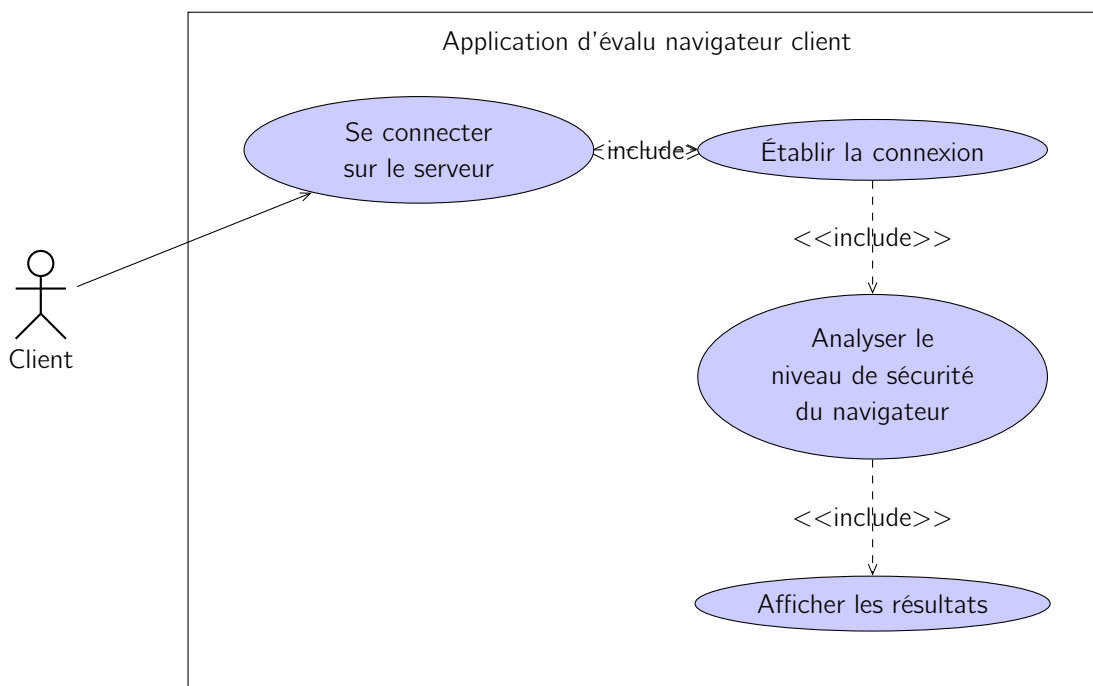 Application d'évalu navigateur client
Se connecter
sur le serveur
<<include>>
Établir la connexion
<<include>>
Client
Analyser le
niveau de sécurité
du navigateur
<<include>>
Afficher les résultats